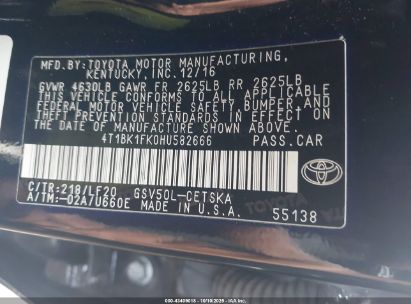 MFD.BY: TOYOTA MOTOR MANUFACTURING,
KENTUCKY, INC. 12/16
GVWR 4630LB GAWR FR 2625LB RR 2625LB
THIS VEHICLE CONFORMS TO ALL APPLICABLE
FEDERAL MOTOR VEHICLE SAFETY, BUMPER, AND
THEFT PREVENTION STANDARDS IN EFFECT ON
THE DATE OF MANUFACTURE SHOWN ABOVE.
4T1BK1FK0HU582666 PASS.CAR
C/TR:218/LF20 GSV50L-CETSKA
A/TM:-02A/U660E MADE IN U.S.A.
55138
TOYOTA